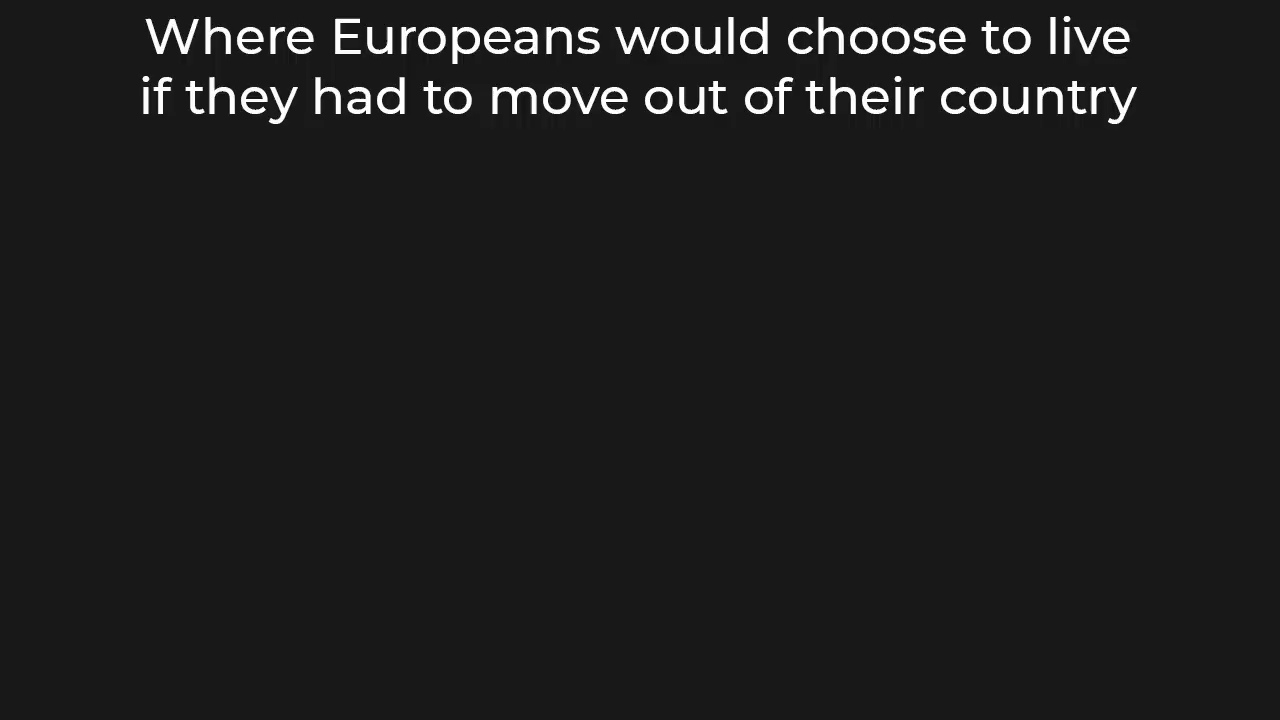 Where Europeans would choose to live
if they had to move out of their country